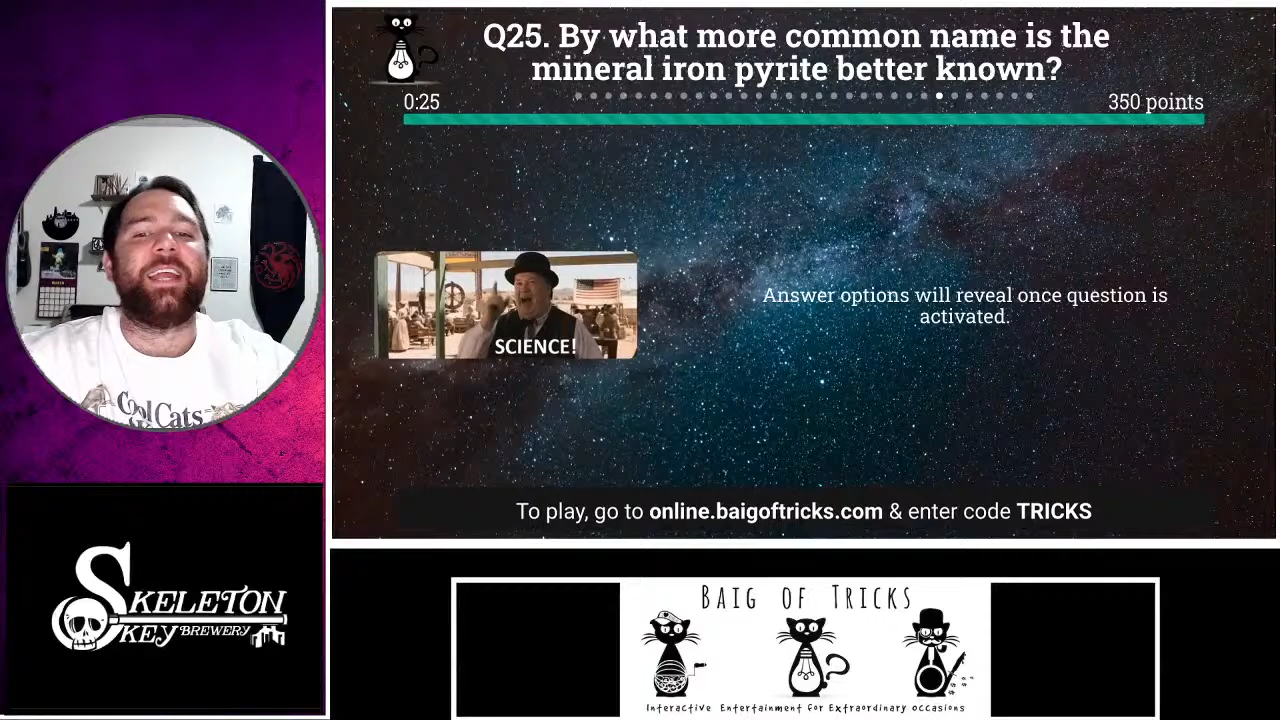 Q25. By what more common name is the
mineral iron pyrite better known?
0:25
350 points
SCIENCE!
Answer options will reveal once question is
activated.
To play, go to online.baigoftricks.com & enter code TRICKS
Cool Cats
SKELETON
KEY BREWERY
BAIG OF TRICKS
Interactive Entertainment for Extraordinary Occasions